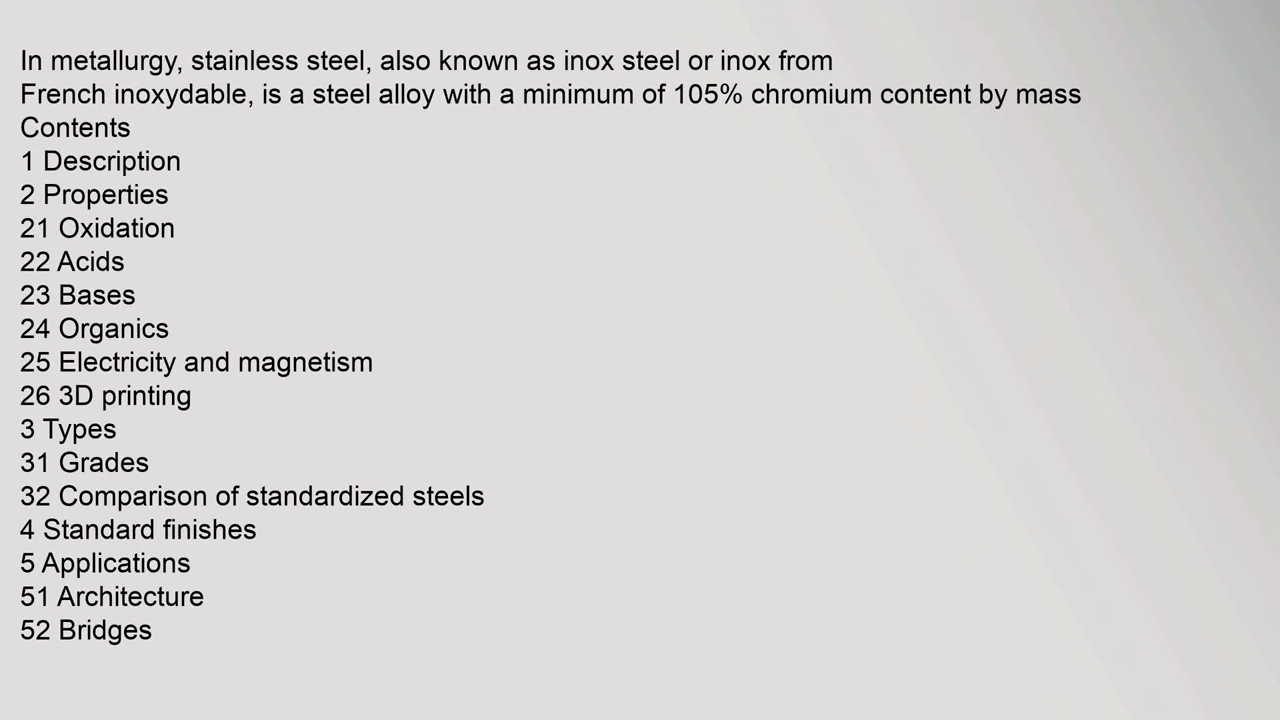 In metallurgy, stainless steel, also known as inox steel or inox from
French inoxydable, is a steel alloy with a minimum of 105% chromium content by mass
Contents
1 Description
2 Properties
21 Oxidation
22 Acids
23 Bases
24 Organics
25 Electricity and magnetism
26 3D printing
3 Types
31 Grades
32 Comparison of standardized steels
4 Standard finishes
5 Applications
51 Architecture
52 Bridges